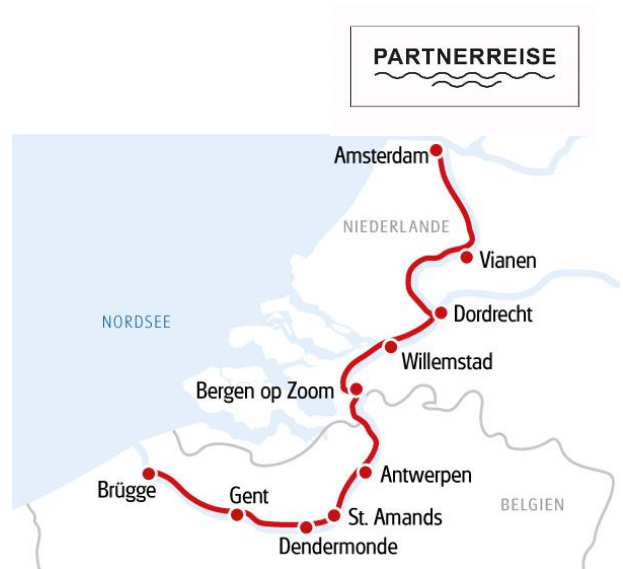 PARTNERREISE
Amsterdam
NIEDERLANDE
Vianen
NORDSEE
Dordrecht
Willemstad
Bergen op Zoom
Antwerpen
Brügge
Gent
St. Amands
BELGIEN
Dendermonde